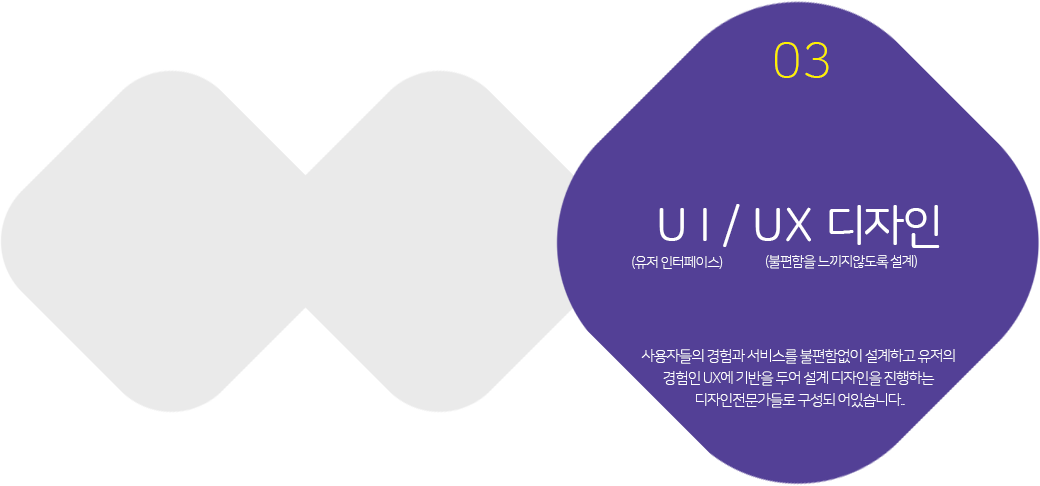 03
UI/UX 디자인
(유저 인터페이스) (불편함을 느끼지않도록 설계)
사용자들의 경험과 서비스를 불편함없이 설계하고 유저의
경험인 UX에 기반을 두어 설계 디자인을 진행하는
디자인전문가들로 구성되 어있습니다..